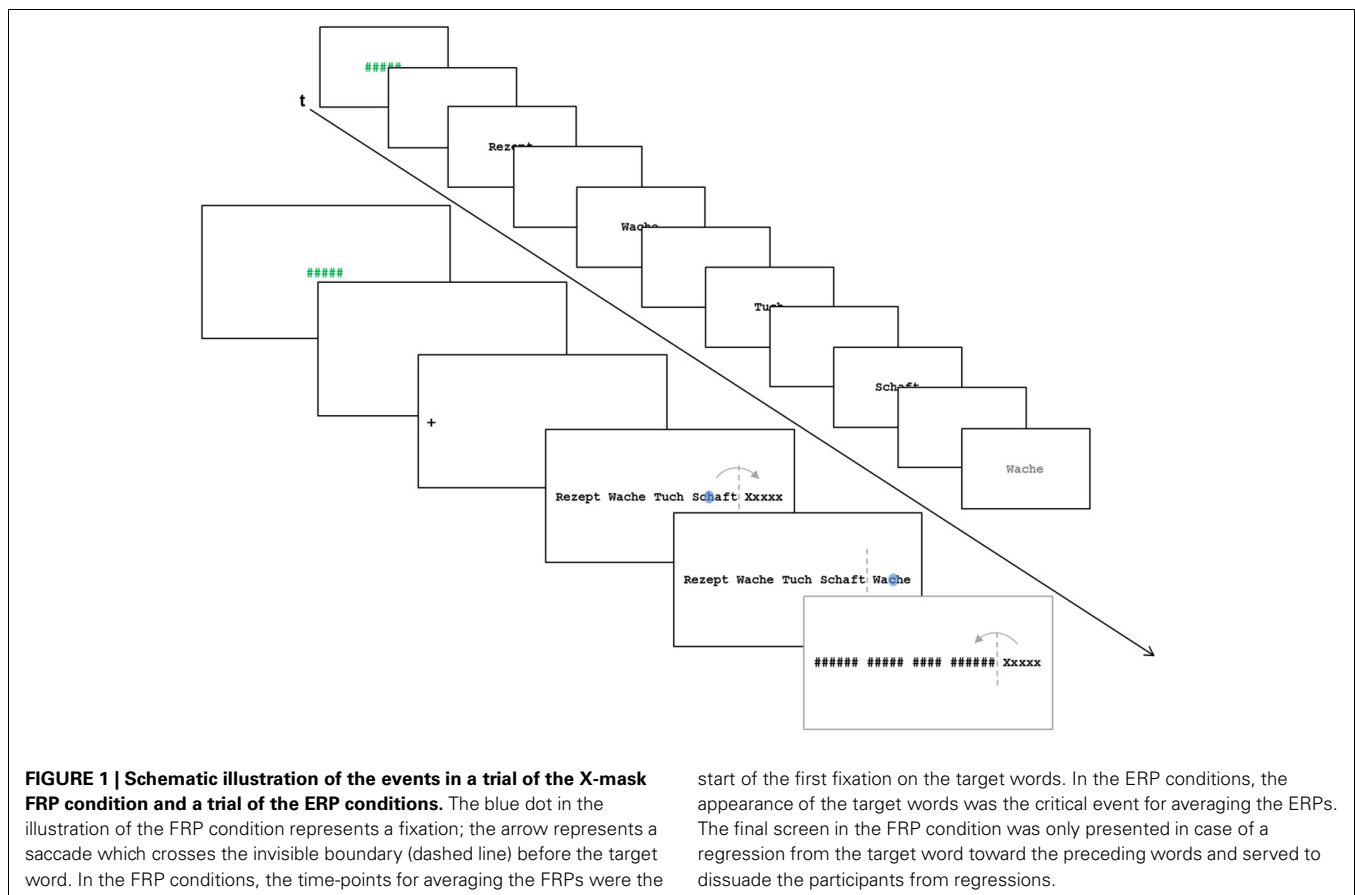 #####
t
Rezept
Wache
Tuch
Schaft
Wache
#####
+
Rezept Wache Tuch Schaft Xxxxx
Rezept Wache Tuch Schaft Wache
###### ##### #### ###### Xxxxx
FIGURE 1 | Schematic illustration of the events in a trial of the X-mask
FRP condition and a trial of the ERP conditions. The blue dot in the
illustration of the FRP condition represents a fixation; the arrow represents a
saccade which crosses the invisible boundary (dashed line) before the target
word. In the FRP conditions, the time-points for averaging the FRPs were the
start of the first fixation on the target words. In the ERP conditions, the
appearance of the target words was the critical event for averaging the ERPs.
The final screen in the FRP condition was only presented in case of a
regression from the target word toward the preceding words and served to
dissuade the participants from regressions.